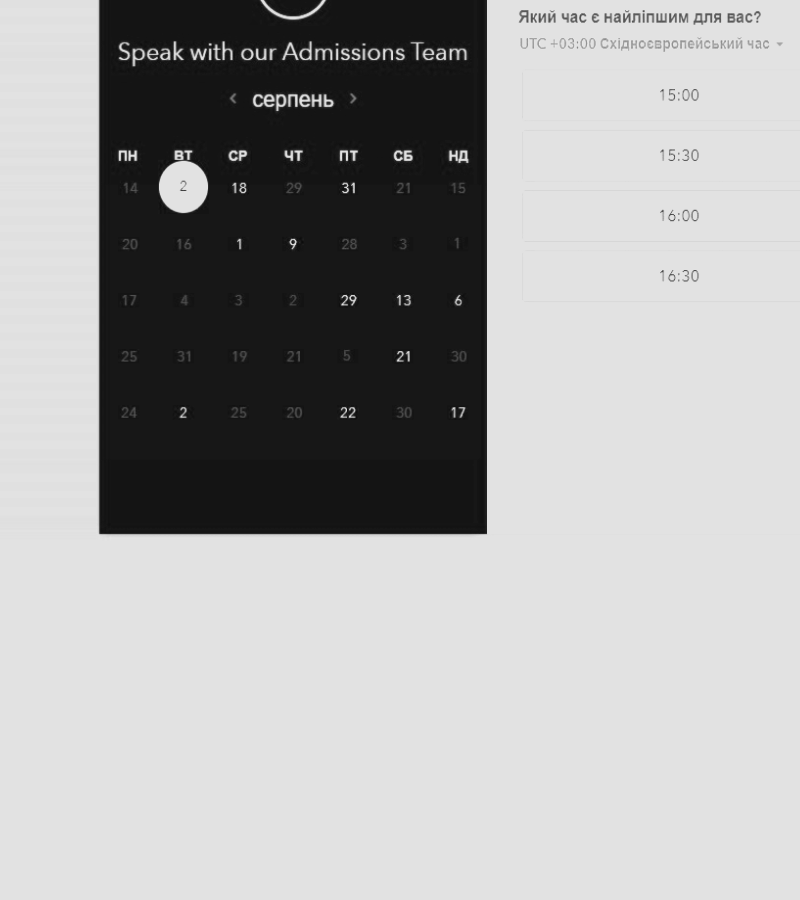 Speak with our Admissions Team
‹ серпень ›
ПН ВТ СР ЧТ ПТ СБ НД
14 2 18 29 31 21 15
20 16 1 9 28 3 1
17 4 3 2 29 13 6
25 31 19 21 5 21 30
24 2 25 20 22 30 17
Який час є найліпшим для вас?
UTC +03:00 Східноєвропейський час
15:00
15:30
16:00
16:30